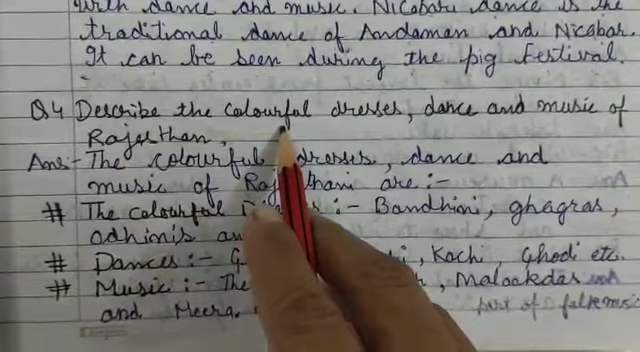 with dance and music. Nicobari dance is the
traditional dance of Andaman and Nicobar.
It can be seen during the pig Festival.
Q4 Describe the colourful dresses, dance and music of
Rajasthan.
Ans:- The colourful dresses, dance and
music of Raj thani are:-
# The colourful :- Bandhini, ghagras,
odhini's
# Dances:- G , Kachi, Ghodi etc.
# Music:- The , Malookdas
and Meera. part of folk music